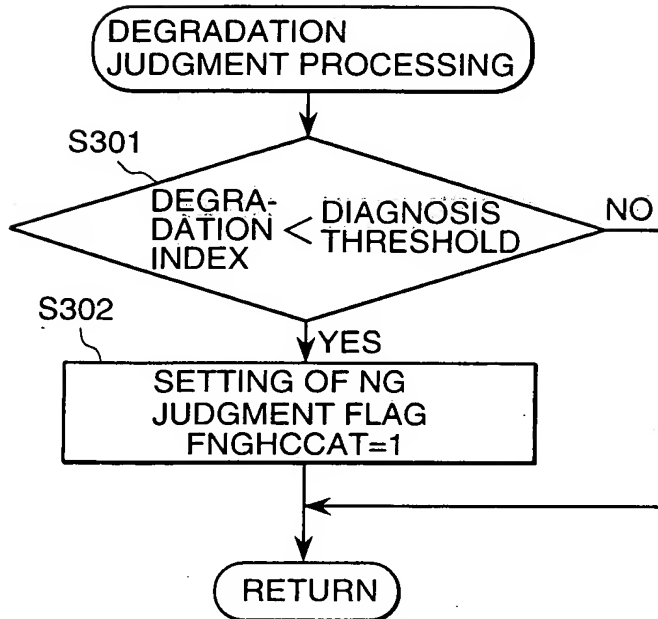 DEGRADATION
JUDGMENT PROCESSING
S301
DEGRA-
DATION
INDEX
<
DIAGNOSIS
THRESHOLD
NO
S302
YES
SETTING OF NG
JUDGMENT FLAG
FNGHCCAT=1
RETURN